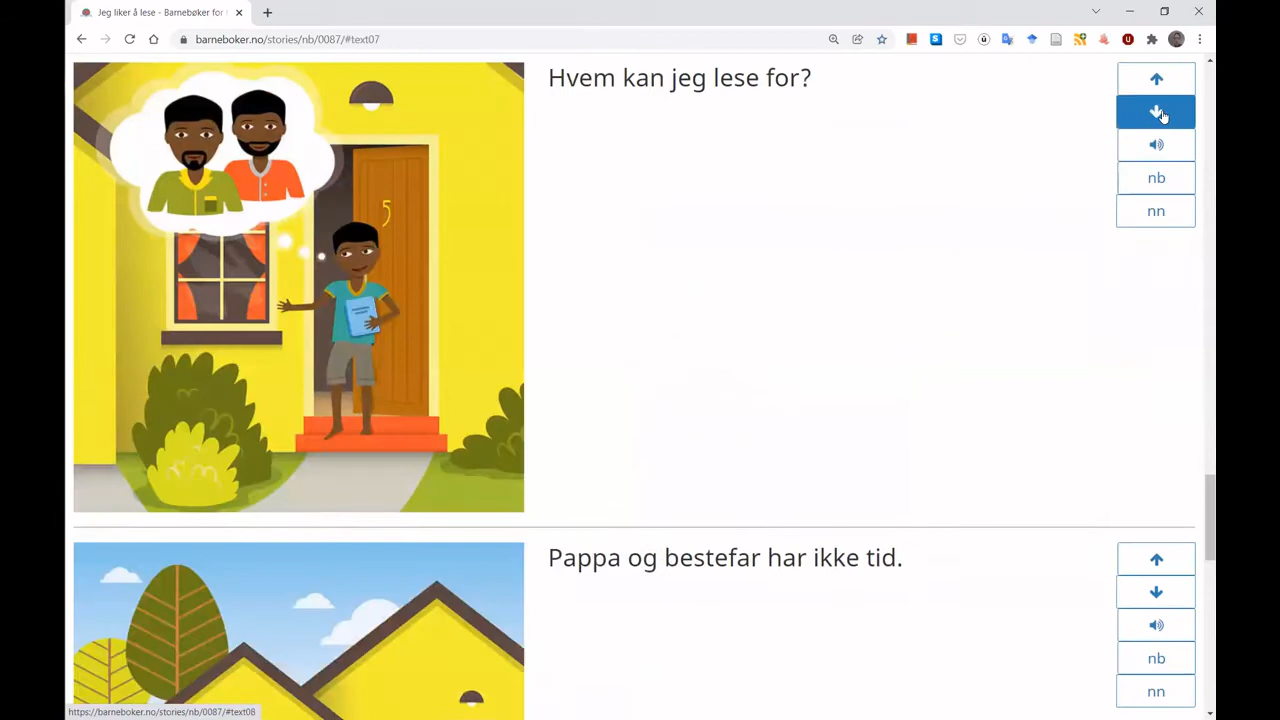 Jeg liker å lese - Barnebøker for
barneboker.no/stories/nb/0087/#text07
Hvem kan jeg lese for?
nb
nn
5
Pappa og bestefar har ikke tid.
nb
nn
https://barneboker.no/stories/nb/0087/#text08